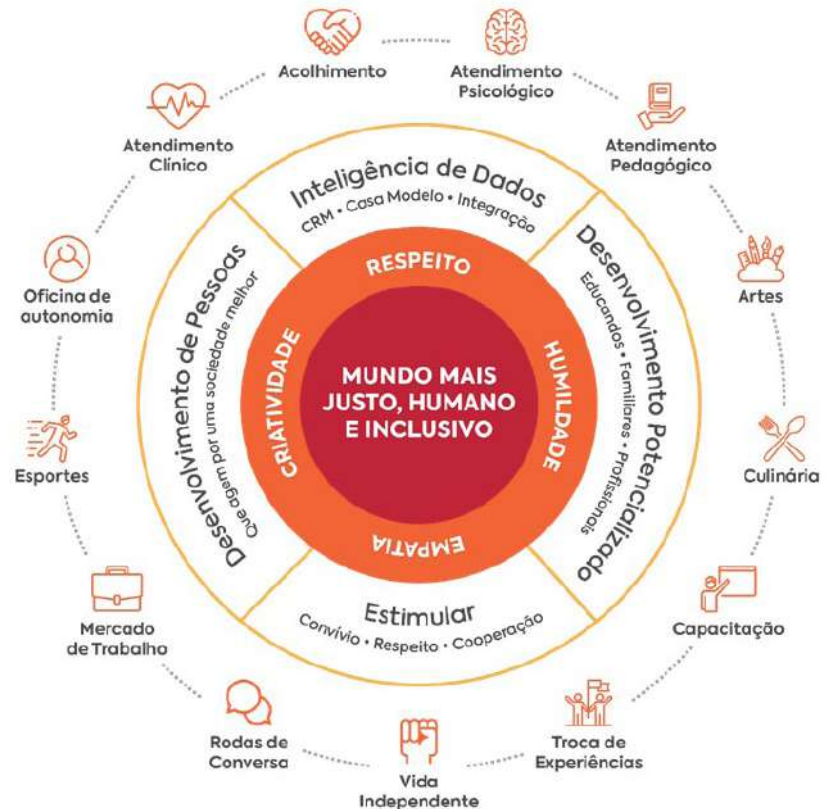 Acolhimento
Atendimento
Psicológico
Atendimento
Pedagógico
Artes
Culinária
Capacitação
Troca de
Experiências
Vida
Independente
Rodas de
Conversa
Mercado
de Trabalho
Esportes
Oficina de
autonomia
Atendimento
Clínico
Inteligência de Dados
CRM • Casa Modelo • Integração
Desenvolvimento Potencializado
Educandos • Familiares • Profissionais
Estimular
Convívio • Respeito • Cooperação
Desenvolvimento de Pessoas
Que agem por uma sociedade melhor
RESPEITO
HUMILDADE
EMPATIA
CRIATIVIDADE
MUNDO MAIS
JUSTO, HUMANO
E INCLUSIVO